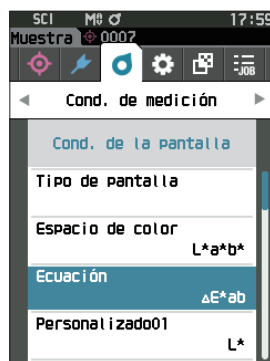 SCI M∅ ♂ 17:59
Muestra 0007
-JOB
Cond. de medición
Cond. de la pantalla
Tipo de pantalla
Espacio de color
L*a*b*
Ecuación
ΔE*ab
Personalizado01
L*